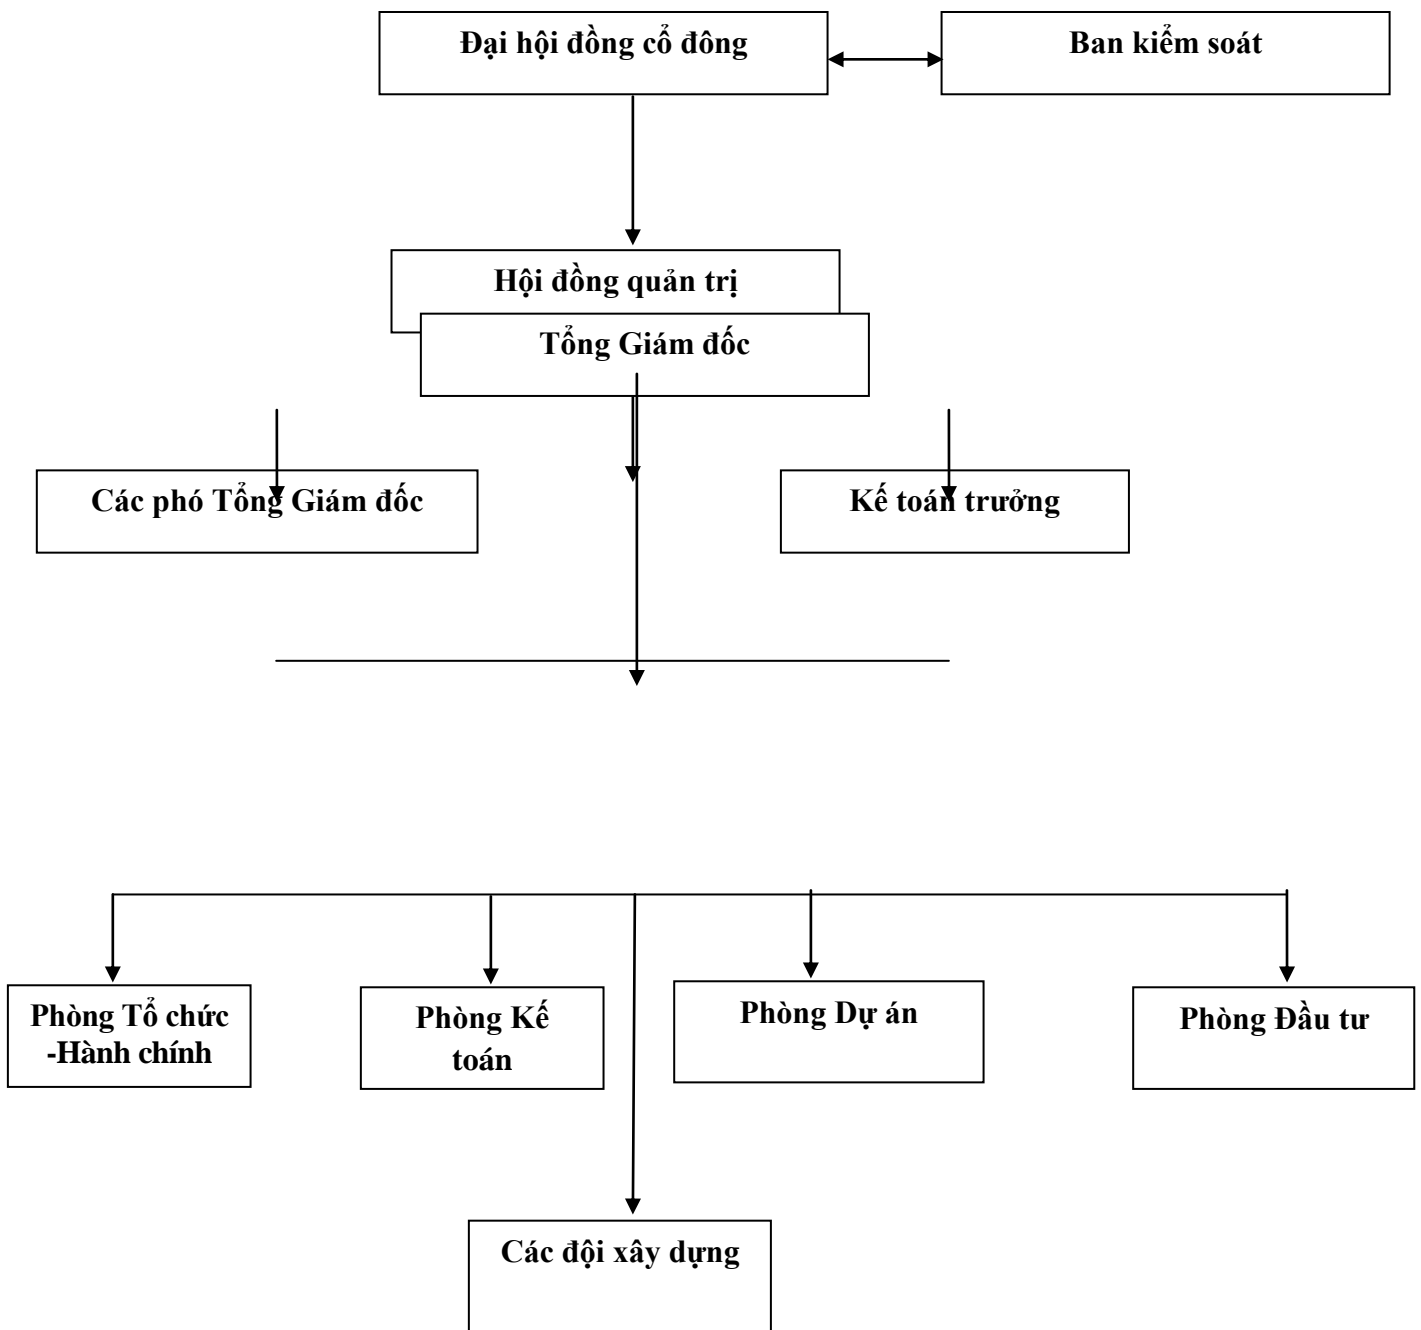 Đại hội đồng cổ đông
Ban kiểm soát
Hội đồng quản trị
Tổng Giám đốc
Các phó Tổng Giám đốc
Kế toán trưởng
Phòng Tổ chức
-Hành chính
Phòng Kế
toán
Phòng Dự án
Phòng Đầu tư
Các đội xây dựng